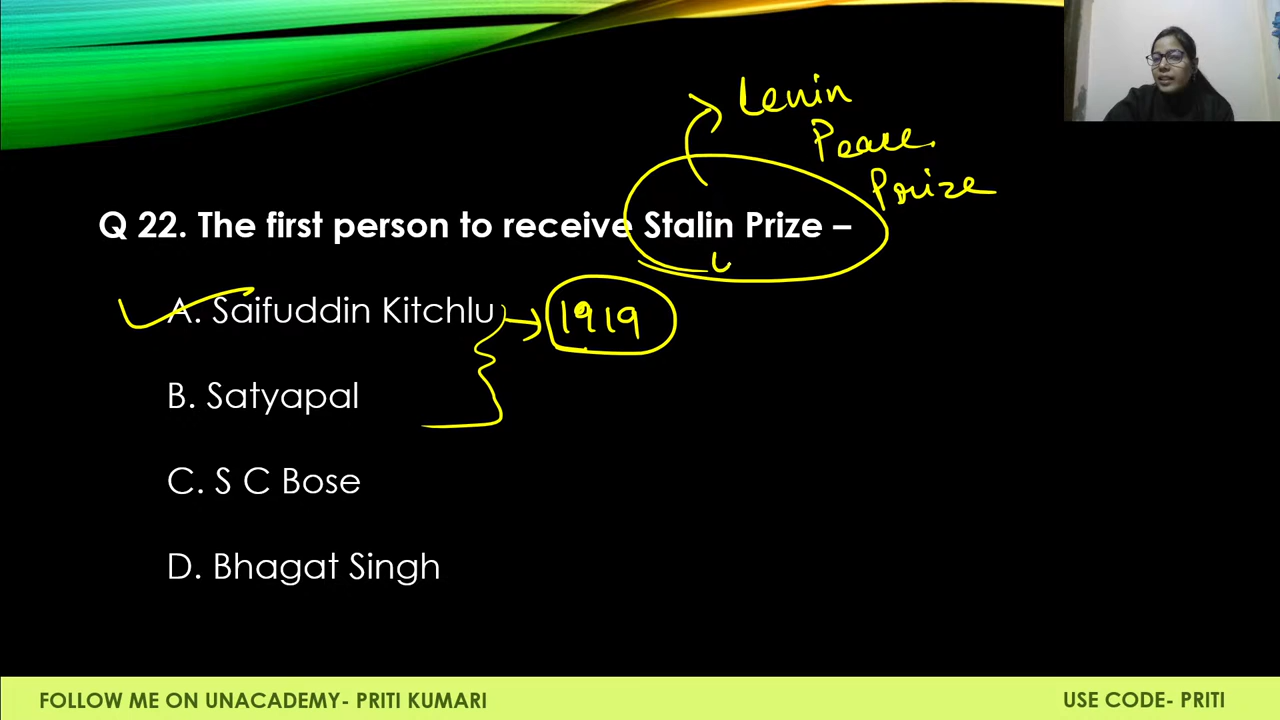 Lenin
Peace
Prize
Q 22. The first person to receive Stalin Prize –
A. Saifuddin Kitchlu
1919
B. Satyapal
C. S C Bose
D. Bhagat Singh
FOLLOW ME ON UNACADEMY- PRITI KUMARI
USE CODE- PRITI